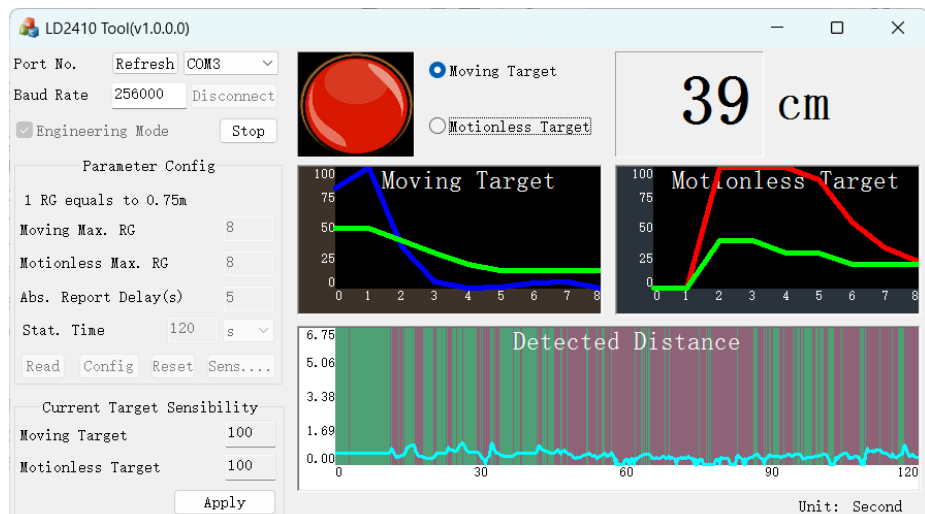 LD2410 Tool(v1.0.0.0)
Port No. Refresh COM3
Baud Rate 256000 Disconnect
Engineering Mode Stop
Parameter Config
1 RG equals to 0.75m
Moving Max. RG 8
Motionless Max. RG 8
Abs. Report Delay(s) 5
Stat. Time 120 s
Read Config Reset Sens....
Current Target Sensibility
Moving Target 100
Motionless Target 100
Apply
Moving Target
Motionless Target
39 cm
Moving Target
100
75
50
25
0
0 1 2 3 4 5 6 7 8
Motionless Target
100
75
50
25
0
0 1 2 3 4 5 6 7 8
Detected Distance
6.75
5.06
3.38
1.69
0.00
0 30 60 90 120
Unit: Second